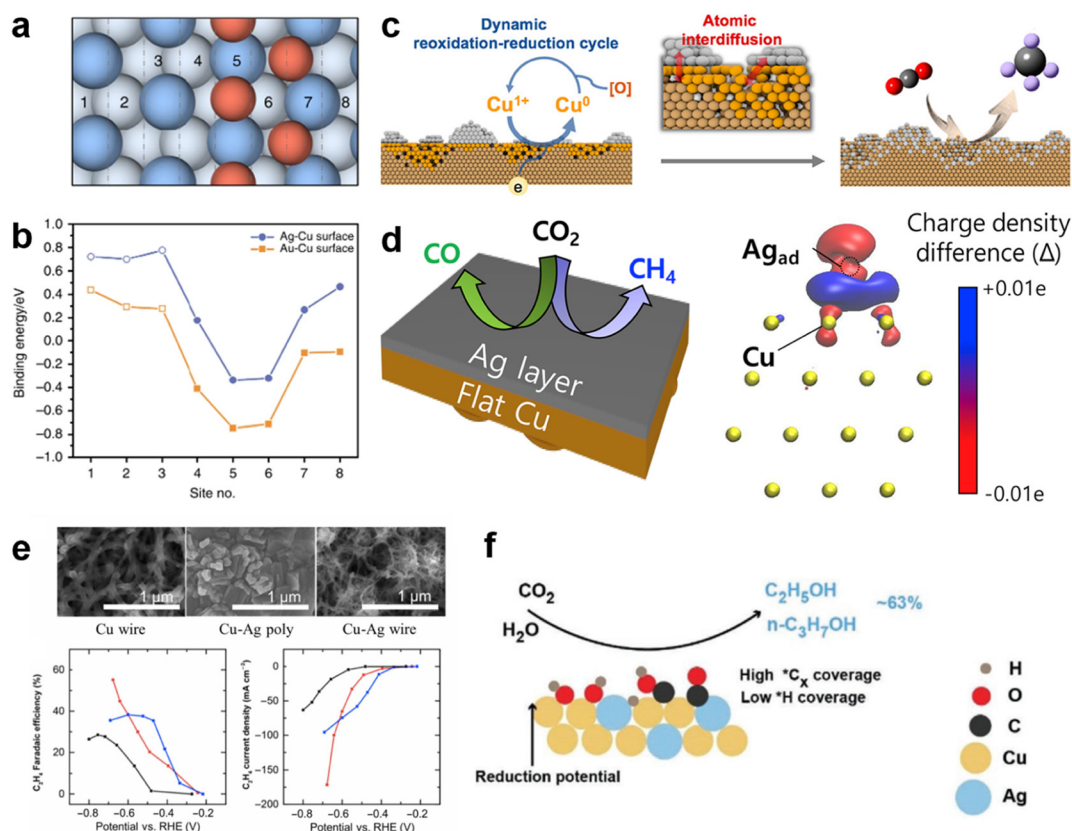 a
1
2
3
4
5
6
7
8
b
Binding energy/eV
1.0
0.8
0.6
0.4
0.2
0.0
−0.2
−0.4
−0.6
−0.8
−1.0
Ag-Cu surface
Au-Cu surface
1 2 3 4 5 6 7 8
Site no.
c
Dynamic
reoxidation-reduction cycle
Cu1+
Cu0
[O]
e
Atomic
interdiffusion
d
CO
CO2
CH4
Ag layer
Flat Cu
Agad
Cu
Charge density
difference (Δ)
+0.01e
-0.01e
e
1 μm
1 μm
1 μm
Cu wire
Cu-Ag poly
Cu-Ag wire
C2H4 Faradaic efficiency (%)
60
40
20
0
−0.8 −0.6 −0.4 −0.2
Potential vs. RHE (V)
C2H4 current density (mA cm−2)
0
−50
−100
−150
−200
−0.8 −0.6 −0.4 −0.2
Potential vs. RHE (V)
f
CO2
H2O
C2H5OH
n-C3H7OH
~63%
High *Cx coverage
Low *H coverage
Reduction potential
H
O
C
Cu
Ag